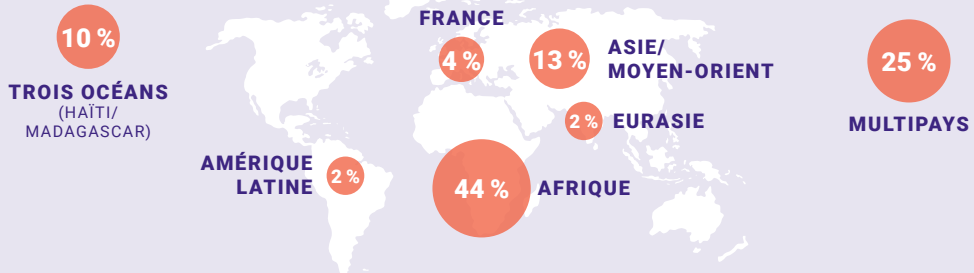 10 %
TROIS OCÉANS
(HAÏTI/
MADAGASCAR)
FRANCE
4 %
13 %
ASIE/
MOYEN-ORIENT
25 %
MULTIPAYS
2 %
EURASIE
AMÉRIQUE
LATINE
2 %
44 %
AFRIQUE